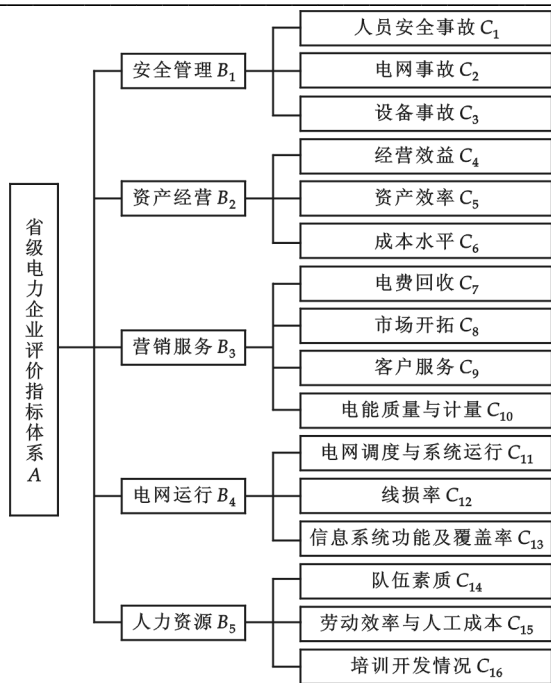 省级电力企业评价指标体系A
安全管理B₁
人员安全事故C₁
电网事故C₂
设备事故C₃
资产经营B₂
经营效益C₄
资产效率C₅
成本水平C₆
营销服务B₃
电费回收C₇
市场开拓C₈
客户服务C₉
电能质量与计量C₁₀
电网运行B₄
电网调度与系统运行C₁₁
线损率C₁₂
信息系统功能及覆盖率C₁₃
人力资源B₅
队伍素质C₁₄
劳动效率与人工成本C₁₅
培训开发情况C₁₆